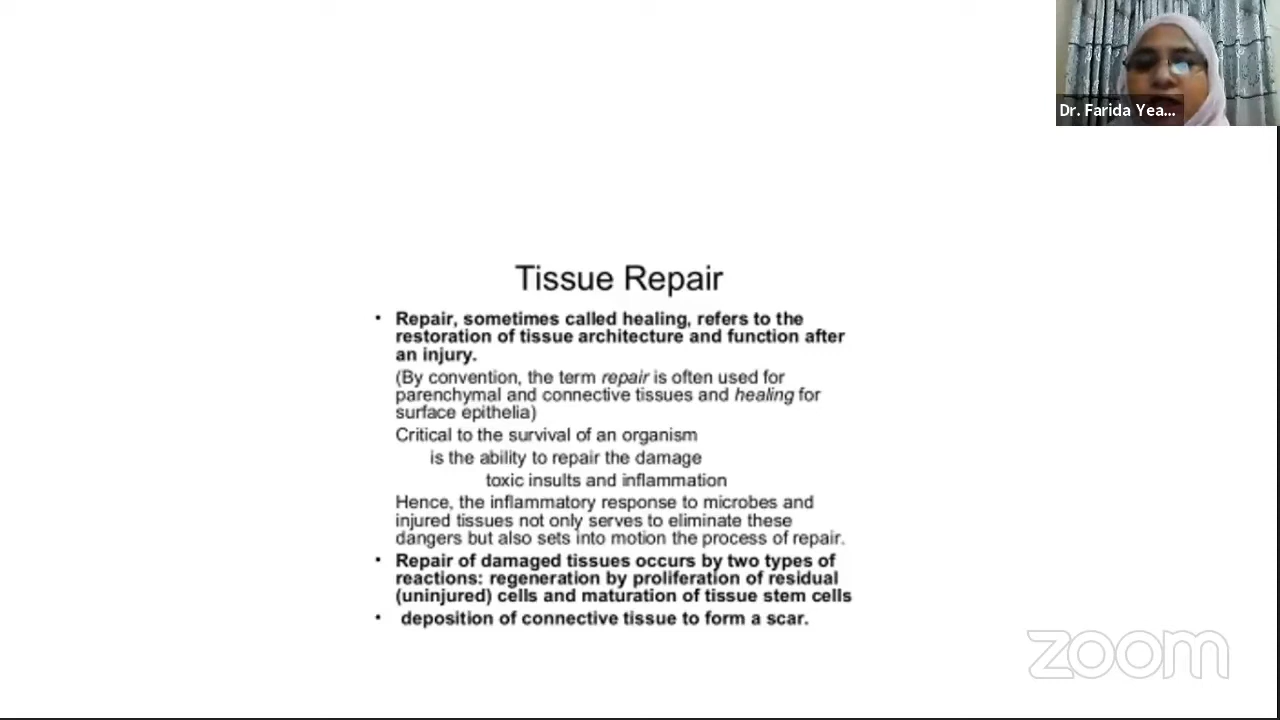 Dr. Farida Yea...
Tissue Repair
• Repair, sometimes called healing, refers to the
restoration of tissue architecture and function after
an injury.
(By convention, the term repair is often used for
parenchymal and connective tissues and healing for
surface epithelia)
Critical to the survival of an organism
is the ability to repair the damage
toxic insults and inflammation
Hence, the inflammatory response to microbes and
injured tissues not only serves to eliminate these
dangers but also sets into motion the process of repair.
• Repair of damaged tissues occurs by two types of
reactions: regeneration by proliferation of residual
(uninjured) cells and maturation of tissue stem cells
• deposition of connective tissue to form a scar.
zoom